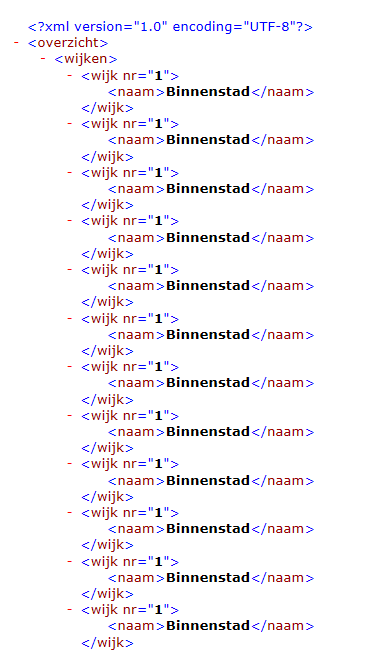 <?xml version="1.0" encoding="UTF-8"?>
- <overzicht>
- <wijken>
- <wijk nr="1">
<naam>Binnenstad</naam>
</wijk>
- <wijk nr="1">
<naam>Binnenstad</naam>
</wijk>
- <wijk nr="1">
<naam>Binnenstad</naam>
</wijk>
- <wijk nr="1">
<naam>Binnenstad</naam>
</wijk>
- <wijk nr="1">
<naam>Binnenstad</naam>
</wijk>
- <wijk nr="1">
<naam>Binnenstad</naam>
</wijk>
- <wijk nr="1">
<naam>Binnenstad</naam>
</wijk>
- <wijk nr="1">
<naam>Binnenstad</naam>
</wijk>
- <wijk nr="1">
<naam>Binnenstad</naam>
</wijk>
- <wijk nr="1">
<naam>Binnenstad</naam>
</wijk>
- <wijk nr="1">
<naam>Binnenstad</naam>
</wijk>
- <wijk nr="1">
<naam>Binnenstad</naam>
</wijk>